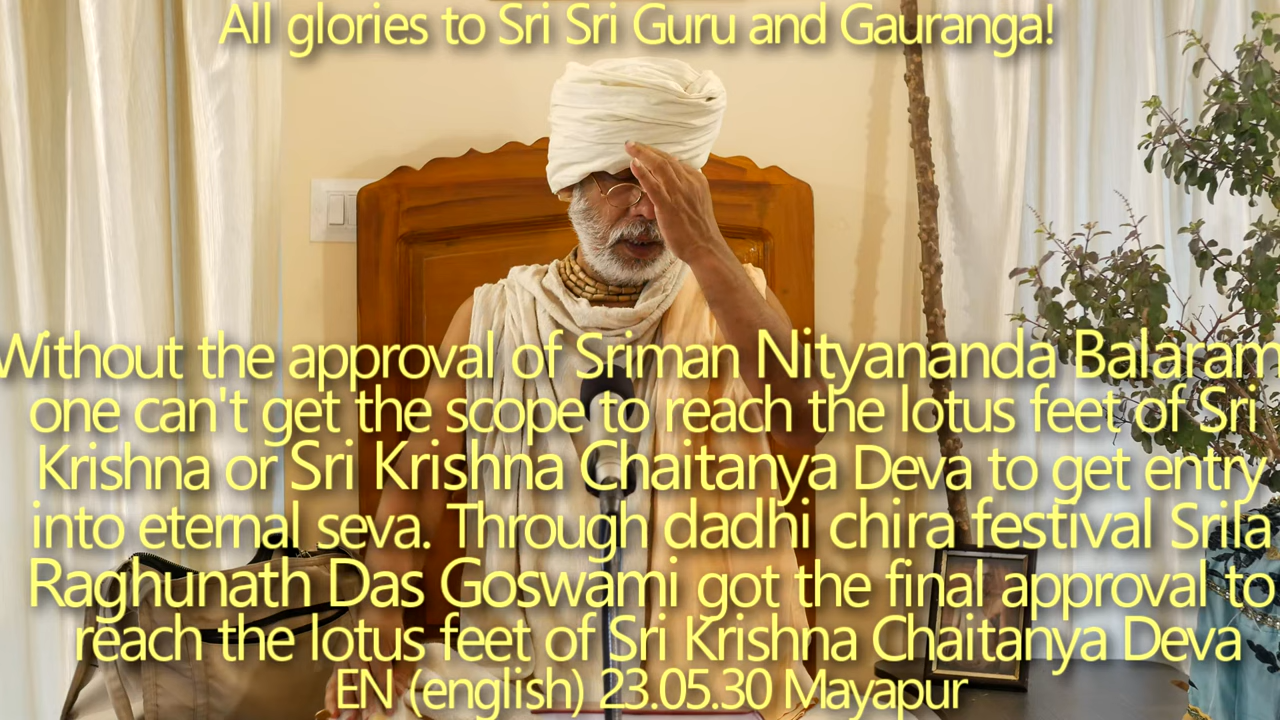 All glories to Sri Sri Guru and Gauranga!
Without the approval of Sriman Nityananda Balaram
one can't get the scope to reach the lotus feet of Sri
Krishna or Sri Krishna Chaitanya Deva to get entry
into eternal seva. Through dadhi chira festival Srila
Raghunath Das Goswami got the final approval to
reach the lotus feet of Sri Krishna Chaitanya Deva
EN (english) 23.05.30 Mayapur